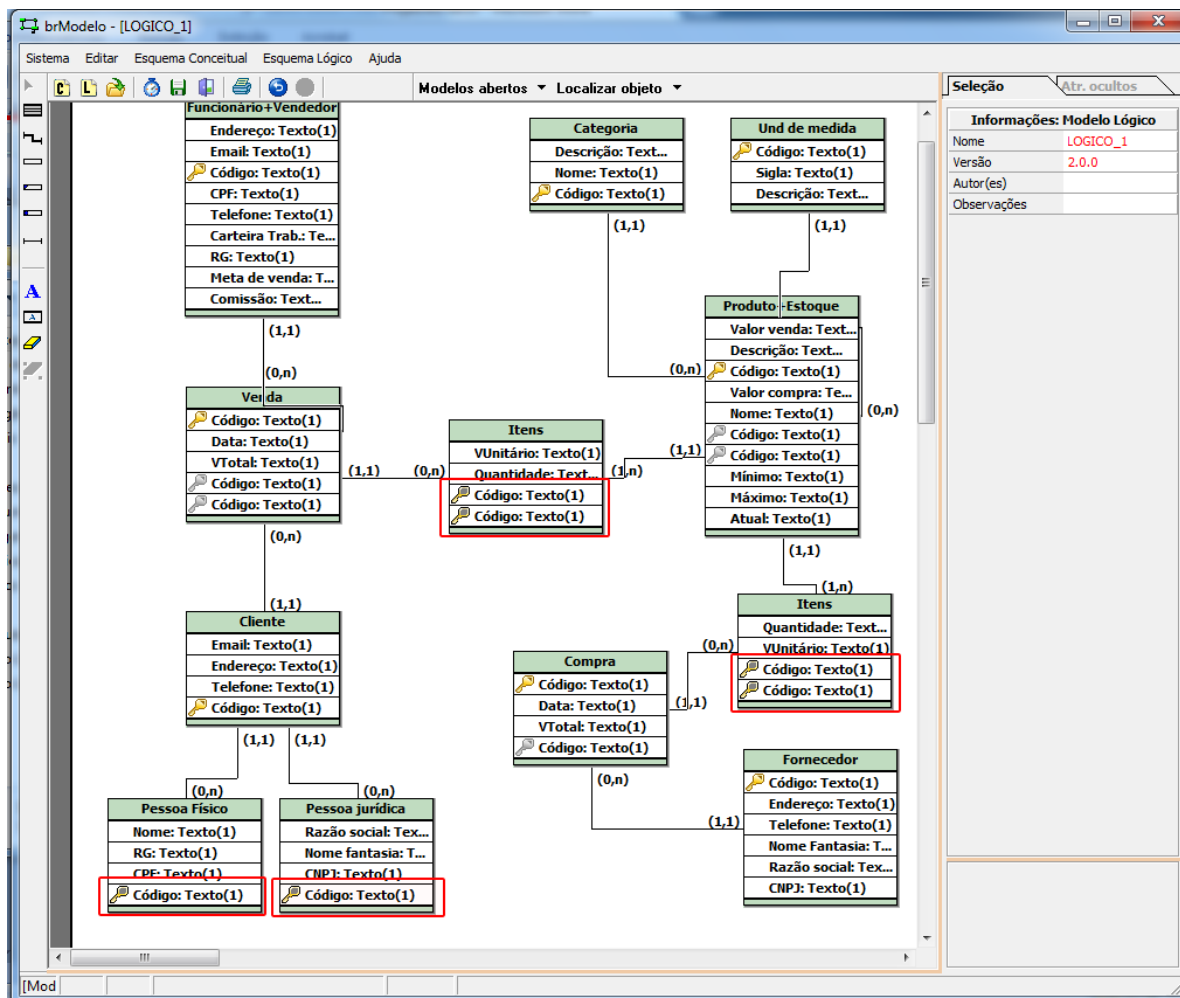 brModelo - [LOGICO_1]
Sistema Editar Esquema Conceitual Esquema Lógico Ajuda
C L Modelos abertos Localizar objeto
Seleção Atr. ocultos
Informações: Modelo Lógico
Nome LOGICO_1
Versão 2.0.0
Autor(es)
Observações
A
A
Funcionário+Vendedor
Endereço: Texto(1)
Email: Texto(1)
Código: Texto(1)
CPF: Texto(1)
Telefone: Texto(1)
Carteira Trab.: Te...
RG: Texto(1)
Meta de venda: T...
Comissão: Text...
(1,1)
(0,n)
Categoria
Descrição: Text...
Nome: Texto(1)
Código: Texto(1)
(1,1)
(0,n)
Und de medida
Código: Texto(1)
Sigla: Texto(1)
Descrição: Text...
(1,1)
(0,n)
Produto+Estoque
Valor venda: Text...
Descrição: Text...
Código: Texto(1)
Valor compra: Te...
Nome: Texto(1)
Código: Texto(1)
Código: Texto(1)
Mínimo: Texto(1)
Máximo: Texto(1)
Atual: Texto(1)
(1,1)
(1,n)
Venda
Código: Texto(1)
Data: Texto(1)
VTotal: Texto(1)
Código: Texto(1)
Código: Texto(1)
(1,1)
(0,n)
Itens
VUnitário: Texto(1)
Quantidade: Text...
Código: Texto(1)
Código: Texto(1)
(1,n)
(1,1)
(0,n)
(1,1)
Cliente
Email: Texto(1)
Endereço: Texto(1)
Telefone: Texto(1)
Código: Texto(1)
(1,1) (1,1)
(0,n) (0,n)
Pessoa Físico
Nome: Texto(1)
RG: Texto(1)
CPF: Texto(1)
Código: Texto(1)
Pessoa jurídica
Razão social: Tex...
Nome fantasia: T...
CNPJ: Texto(1)
Código: Texto(1)
Itens
Quantidade: Text...
VUnitário: Texto(1)
Código: Texto(1)
Código: Texto(1)
(0,n)
(1,1)
Compra
Código: Texto(1)
Data: Texto(1)
VTotal: Texto(1)
Código: Texto(1)
(0,n)
(1,1)
Fornecedor
Código: Texto(1)
Endereço: Texto(1)
Telefone: Texto(1)
Nome Fantasia: T...
Razão social: Tex...
CNPJ: Texto(1)
[Mod